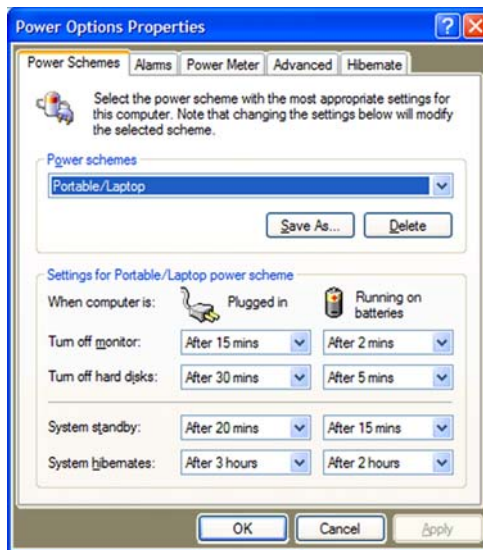 Power Options Properties
Power Schemes Alarms Power Meter Advanced Hibernate
Select the power scheme with the most appropriate settings for
this computer. Note that changing the settings below will modify
the selected scheme.
Power schemes
Portable/Laptop
Save As... Delete
Settings for Portable/Laptop power scheme
When computer is: Plugged in Running on
batteries
Turn off monitor: After 15 mins After 2 mins
Turn off hard disks: After 30 mins After 5 mins
System standby: After 20 mins After 15 mins
System hibernates: After 3 hours After 2 hours
OK Cancel Apply